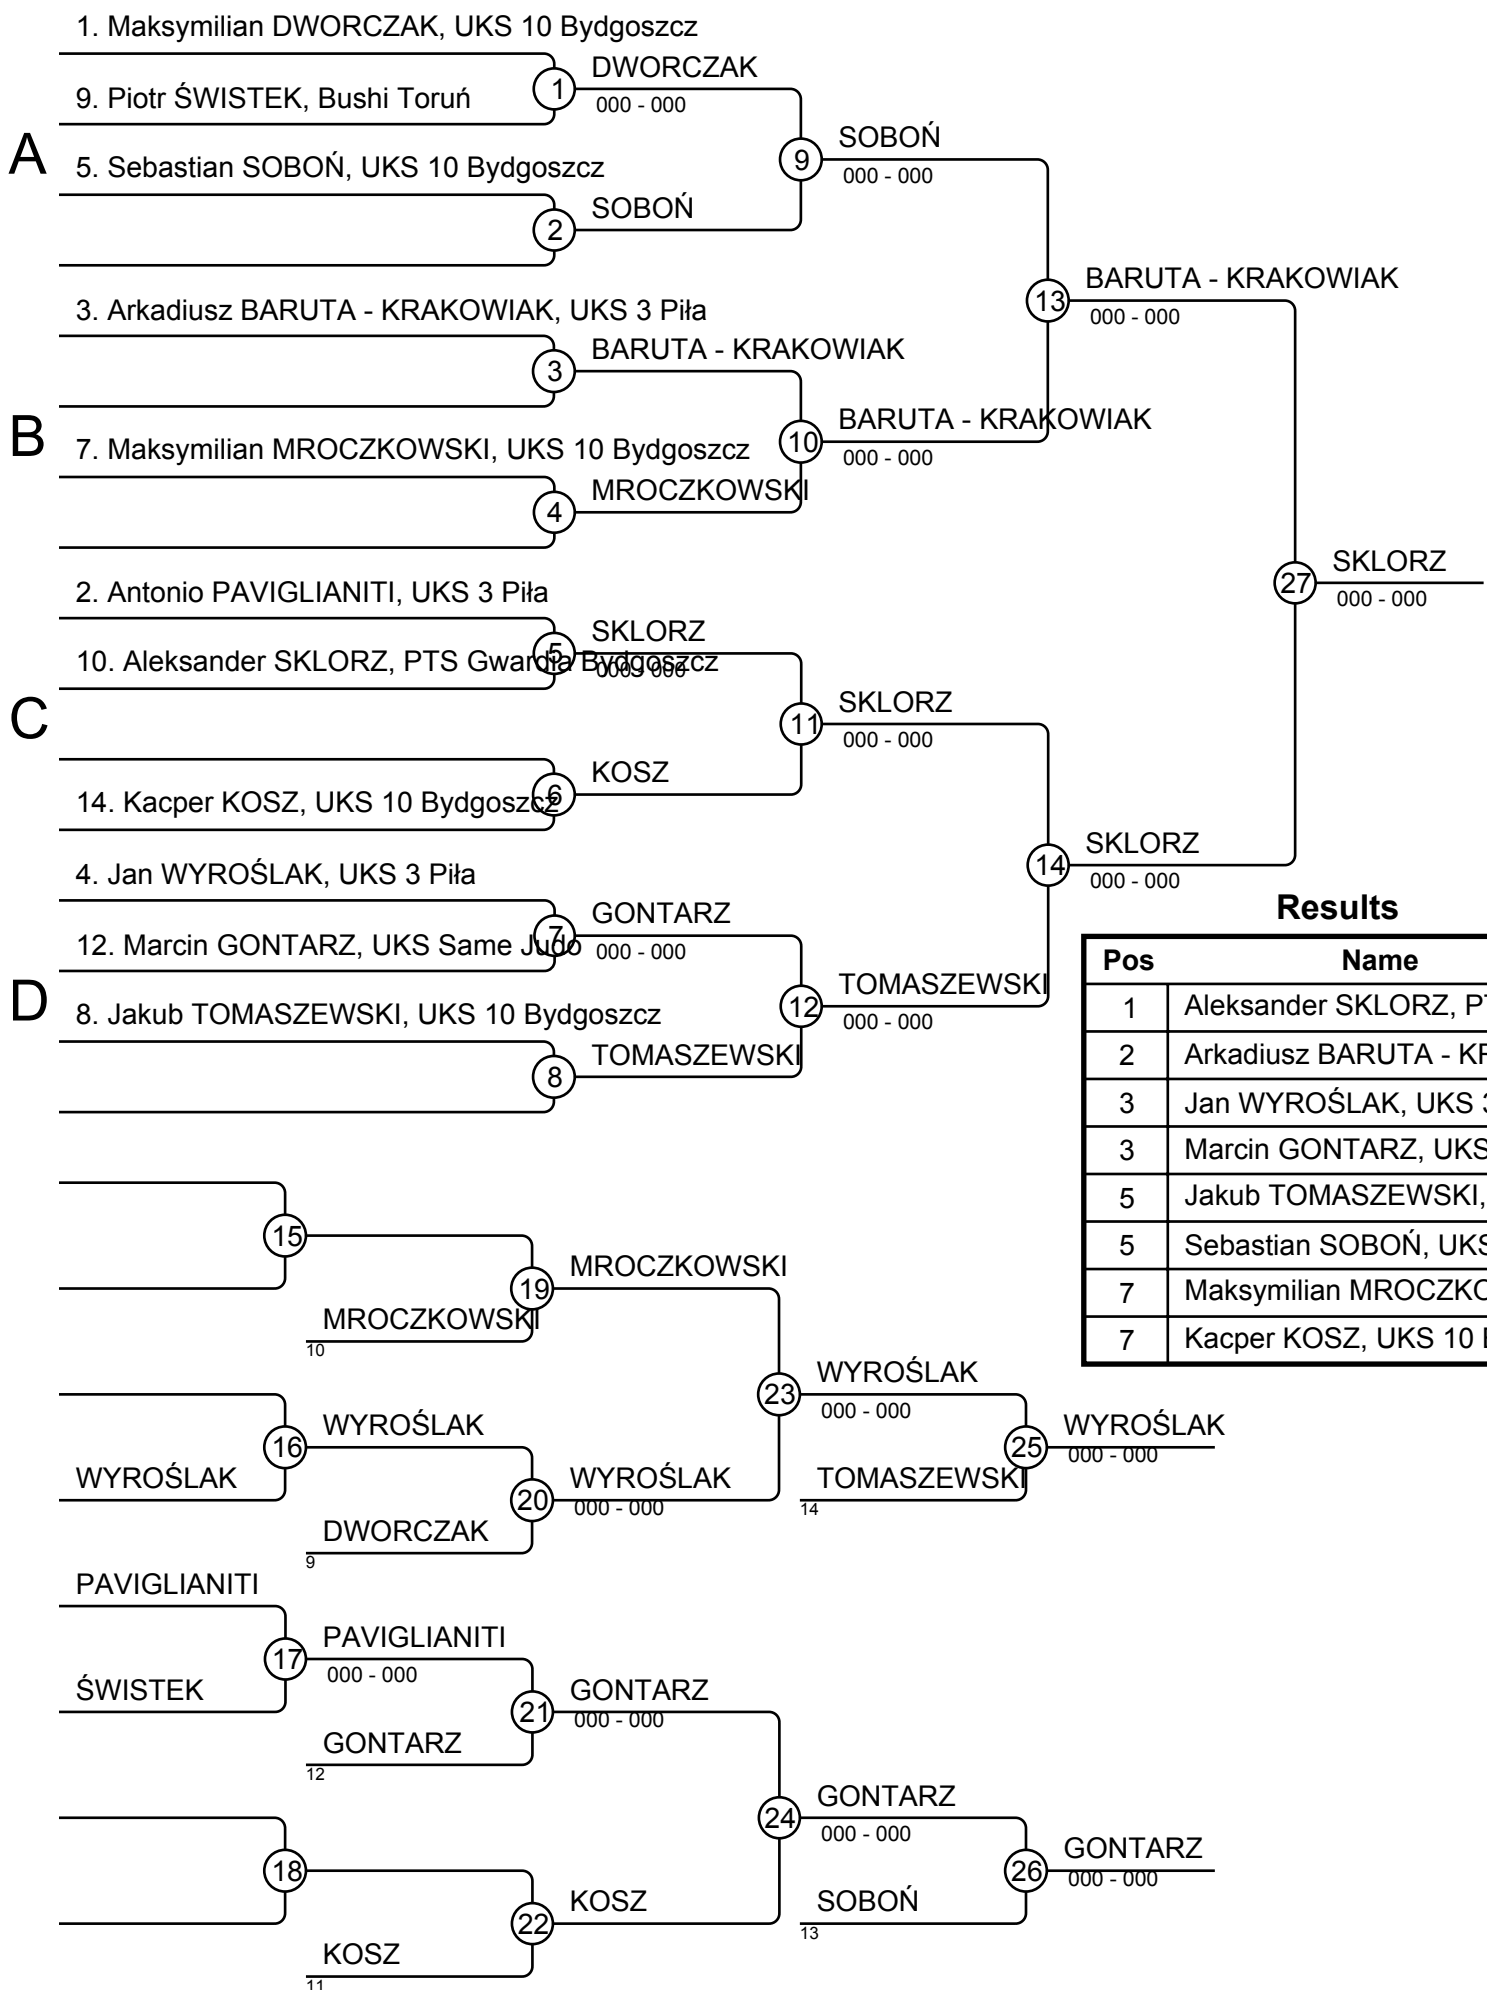 1. Maksymilian DWORCZAK, UKS 10 Bydgoszcz
DWORCZAK
1
9. Piotr ŚWISTEK, Bushi Toruń
000 - 000
A
SOBOŃ
9
5. Sebastian SOBOŃ, UKS 10 Bydgoszcz
000 - 000
SOBOŃ
2
BARUTA - KRAKOWIAK
13
3. Arkadiusz BARUTA - KRAKOWIAK, UKS 3 Piła
000 - 000
BARUTA - KRAKOWIAK
3
B
BARUTA - KRAKOWIAK
10
7. Maksymilian MROCZKOWSKI, UKS 10 Bydgoszcz
000 - 000
MROCZKOWSKI
4
SKLORZ
27
000 - 000
2. Antonio PAVIGLIANITI, UKS 3 Piła
SKLORZ
5
10. Aleksander SKLORZ, PTS Gwardia Bydgoszcz
000 - 000
C
SKLORZ
11
000 - 000
KOSZ
6
14. Kacper KOSZ, UKS 10 Bydgoszcz
SKLORZ
14
000 - 000
4. Jan WYROŚLAK, UKS 3 Piła
GONTARZ
7
12. Marcin GONTARZ, UKS Same Judo
000 - 000
D
TOMASZEWSKI
12
8. Jakub TOMASZEWSKI, UKS 10 Bydgoszcz
000 - 000
TOMASZEWSKI
8
Results
Pos Name
1 Aleksander SKLORZ, PT
2 Arkadiusz BARUTA - KR
3 Jan WYROŚLAK, UKS 3
3 Marcin GONTARZ, UKS
5 Jakub TOMASZEWSKI,
5 Sebastian SOBOŃ, UKS
7 Maksymilian MROCZKO
7 Kacper KOSZ, UKS 10 B
15
MROCZKOWSKI
19
MROCZKOWSKI
10
WYROŚLAK
23
000 - 000
WYROŚLAK
16
WYROŚLAK
WYROŚLAK
25
000 - 000
WYROŚLAK
20
000 - 000
TOMASZEWSKI
14
DWORCZAK
9
PAVIGLIANITI
PAVIGLIANITI
17
000 - 000
ŚWISTEK
GONTARZ
21
000 - 000
GONTARZ
12
GONTARZ
24
000 - 000
18
GONTARZ
26
000 - 000
KOSZ
22
SOBOŃ
13
KOSZ
11